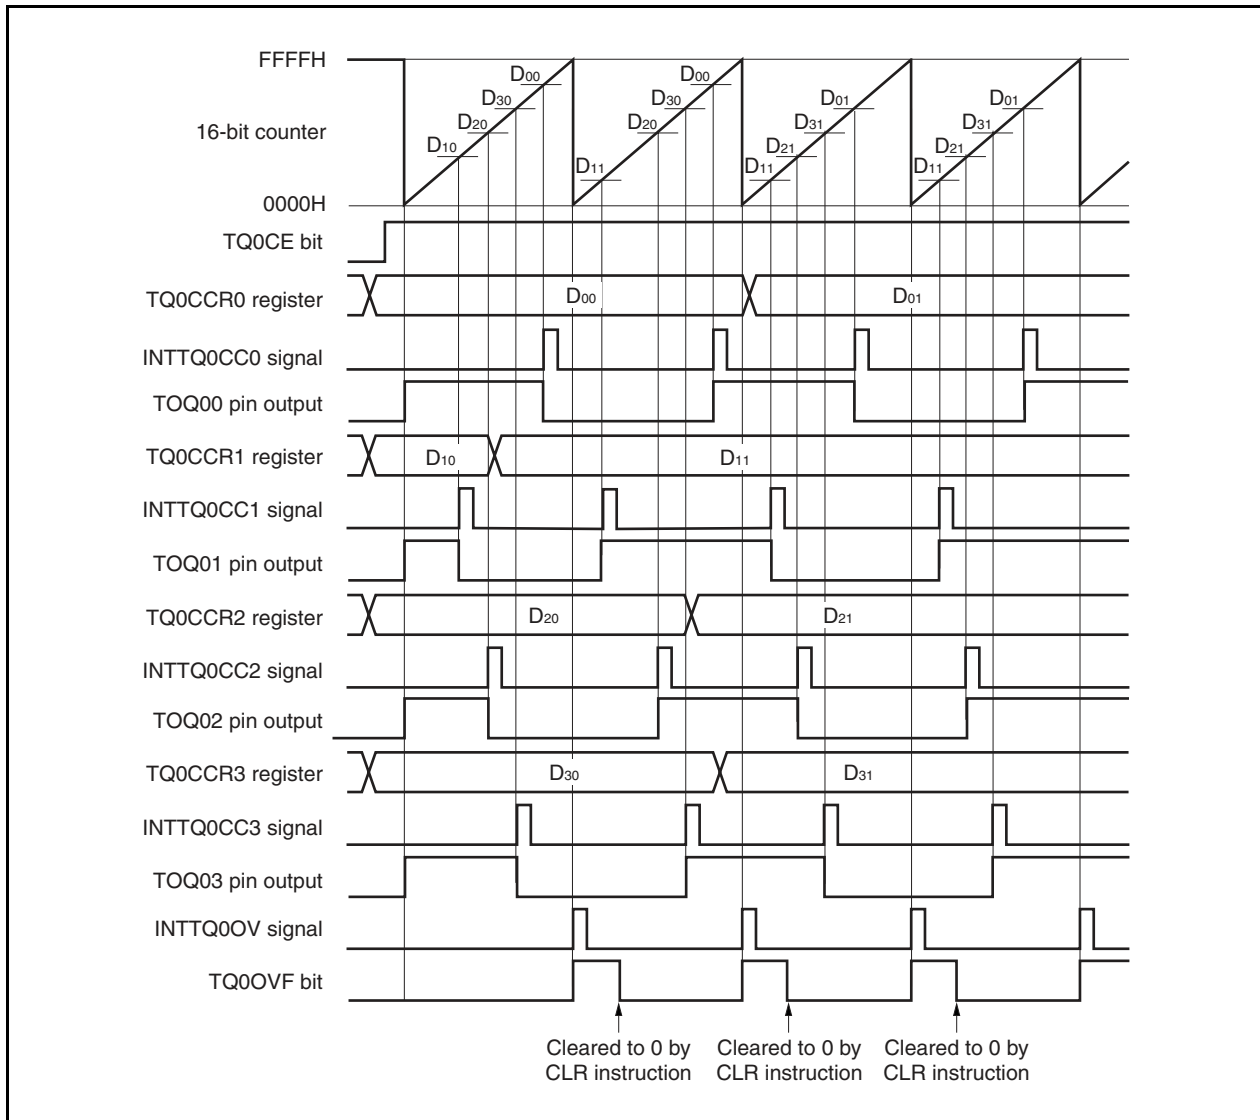 FFFFH
D00
D00
D30
D30
D01
D01
16-bit counter
D20
D20
D31
D31
D10
D21
D21
D11
D11
D11
0000H
TQ0CE bit
TQ0CCR0 register
D00
D01
INTTQ0CC0 signal
TOQ00 pin output
TQ0CCR1 register
D10
D11
INTTQ0CC1 signal
TOQ01 pin output
TQ0CCR2 register
D20
D21
INTTQ0CC2 signal
TOQ02 pin output
TQ0CCR3 register
D30
D31
INTTQ0CC3 signal
TOQ03 pin output
INTTQ0OV signal
TQ0OVF bit
Cleared to 0 by
CLR instruction
Cleared to 0 by
CLR instruction
Cleared to 0 by
CLR instruction